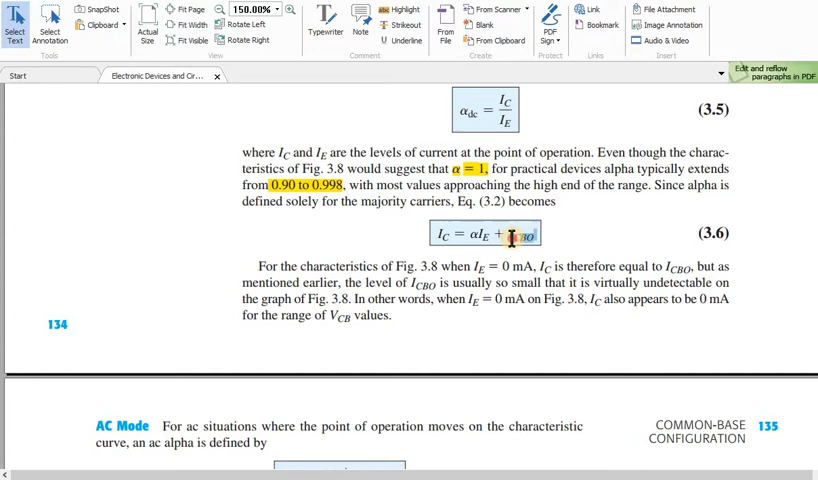 Select
Text
Select
Annotation
SnapShot
Clipboard
Actual
Size
Fit Page
Fit Width
Fit Visible
150.00%
Rotate Left
Rotate Right
Typewriter
Note
Highlight
Strikeout
Underline
From
File
From Scanner
Blank
From Clipboard
PDF
Sign
Link
Bookmark
File Attachment
Image Annotation
Audio & Video
Tools
View
Comment
Create
Protect
Links
Insert
Start
Electronic Devices and Cir...
Edit and reflow
paragraphs in PDF
αdc = IC / IE (3.5)
where IC and IE are the levels of current at the point of operation. Even though the charac-
teristics of Fig. 3.8 would suggest that α = 1, for practical devices alpha typically extends
from 0.90 to 0.998, with most values approaching the high end of the range. Since alpha is
defined solely for the majority carriers, Eq. (3.2) becomes
IC = αIE + ICBO (3.6)
For the characteristics of Fig. 3.8 when IE = 0 mA, IC is therefore equal to ICBO, but as
mentioned earlier, the level of ICBO is usually so small that it is virtually undetectable on
the graph of Fig. 3.8. In other words, when IE = 0 mA on Fig. 3.8, IC also appears to be 0 mA
for the range of VCB values.
134
AC Mode For ac situations where the point of operation moves on the characteristic
curve, an ac alpha is defined by
COMMON-BASE 135
CONFIGURATION